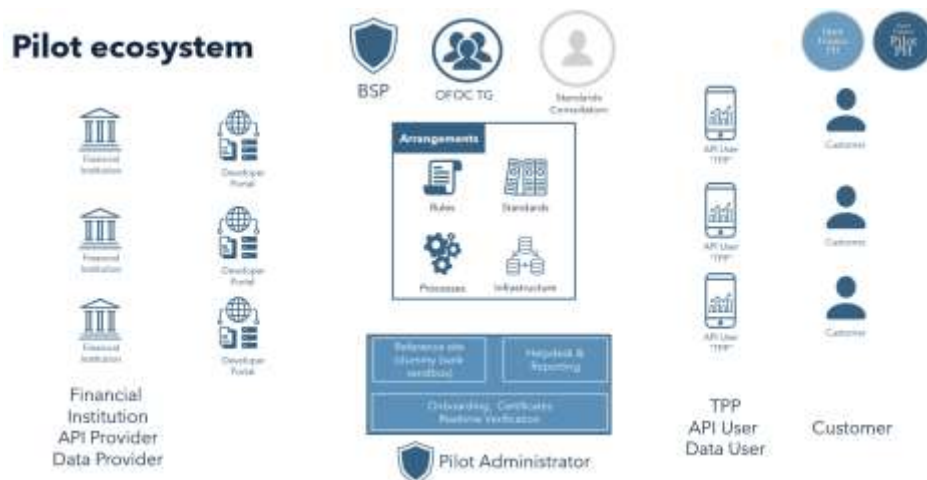 Pilot ecosystem
BSP
OFOC TG
Standards
Consultation
Open
Finance
PH
Pilot
PH
Arrangements
Rules
Standards
Processes
Infrastructure
Financial
Institution
Developer
Portal
API User
"TPP"
Customer
Financial
Institution
Developer
Portal
API User
"TPP"
Customer
Financial
Institution
Developer
Portal
API User
"TPP"
Customer
Reference site
(dummy bank
sandbox)
Helpdesk &
Reporting
Onboarding, Certificates
Realtime Verification
Pilot Administrator
Financial
Institution
API Provider
Data Provider
TPP
API User
Data User
Customer